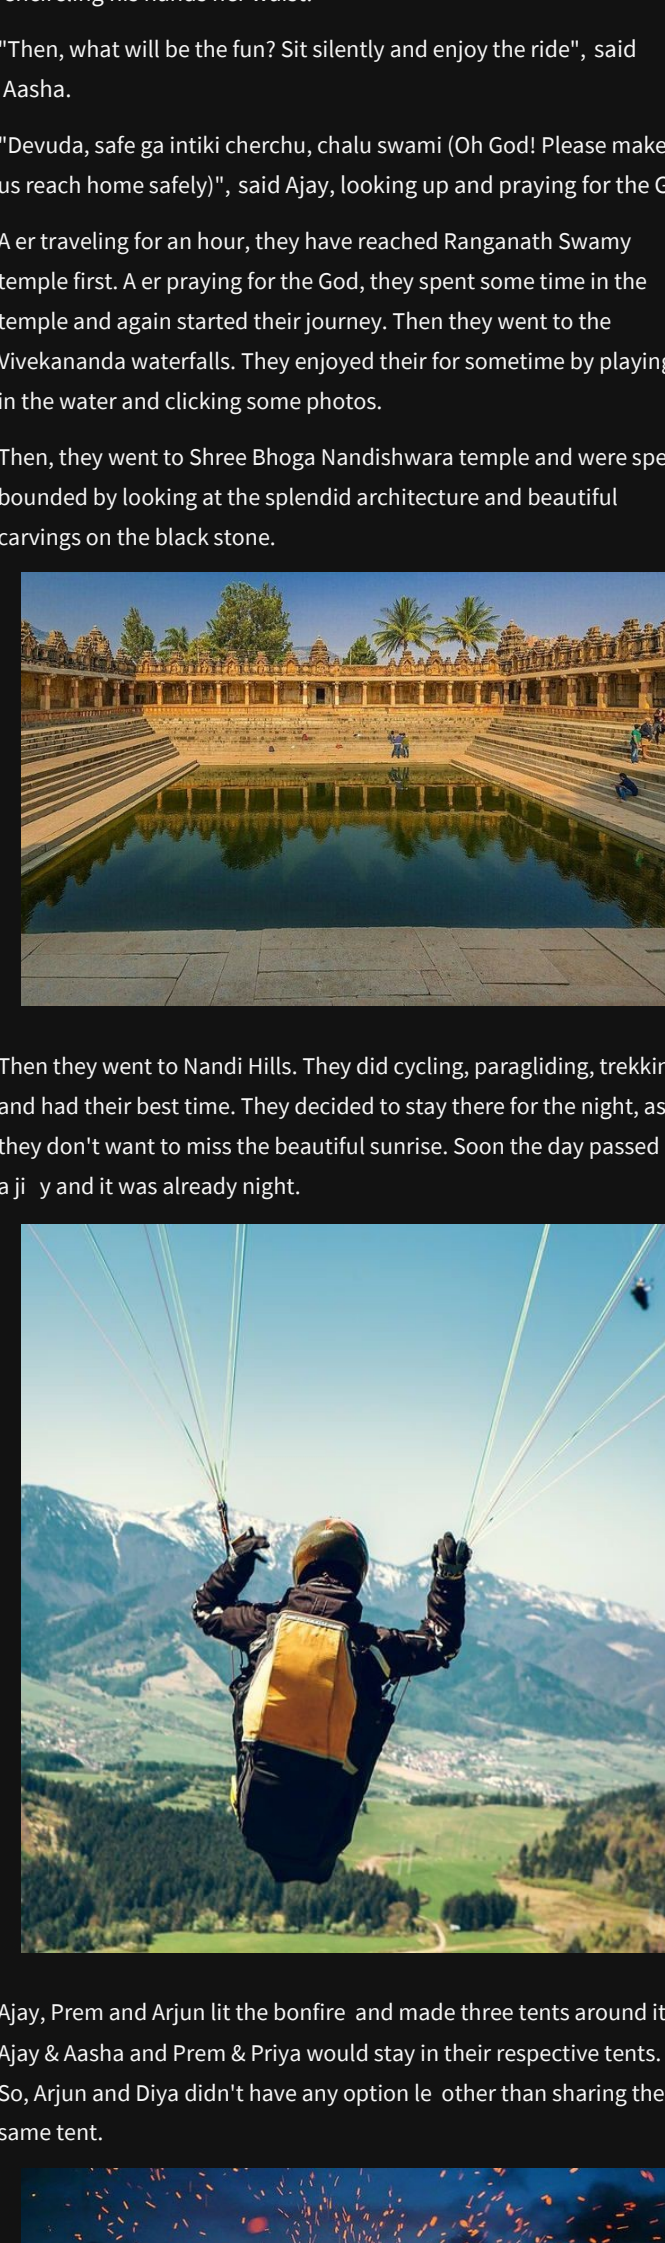 "Then, what will be the fun? Sit silently and enjoy the ride", said
Aasha.
"Devuda, safe ga intiki cherchu, chalu swami (Oh God! Please make
us reach home safely)", said Ajay, looking up and praying for the G
A er traveling for an hour, they have reached Ranganath Swamy
temple first. A er praying for the God, they spent some time in the
temple and again started their journey. Then they went to the
Vivekananda waterfalls. They enjoyed their for sometime by playing
in the water and clicking some photos.
Then, they went to Shree Bhoga Nandishwara temple and were spe
bounded by looking at the splendid architecture and beautiful
carvings on the black stone.
Then they went to Nandi Hills. They did cycling, paragliding, trekkin
and had their best time. They decided to stay there for the night, as
they don't want to miss the beautiful sunrise. Soon the day passed
a ji y and it was already night.
Ajay, Prem and Arjun lit the bonfire and made three tents around it
Ajay & Aasha and Prem & Priya would stay in their respective tents.
So, Arjun and Diya didn't have any option le other than sharing the
same tent.